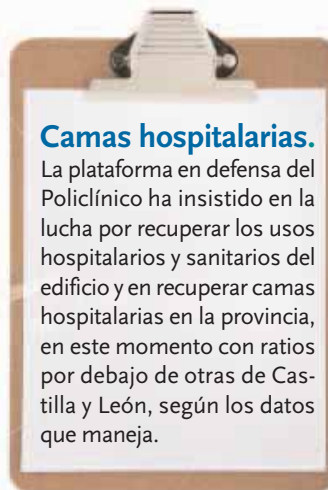 Camas hospitalarias.
La plataforma en defensa del
Policlínico ha insistido en la
lucha por recuperar los usos
hospitalarios y sanitarios del
edificio y en recuperar camas
hospitalarias en la provincia,
en este momento con ratios
por debajo de otras de Cas-
tilla y León, según los datos
que maneja.